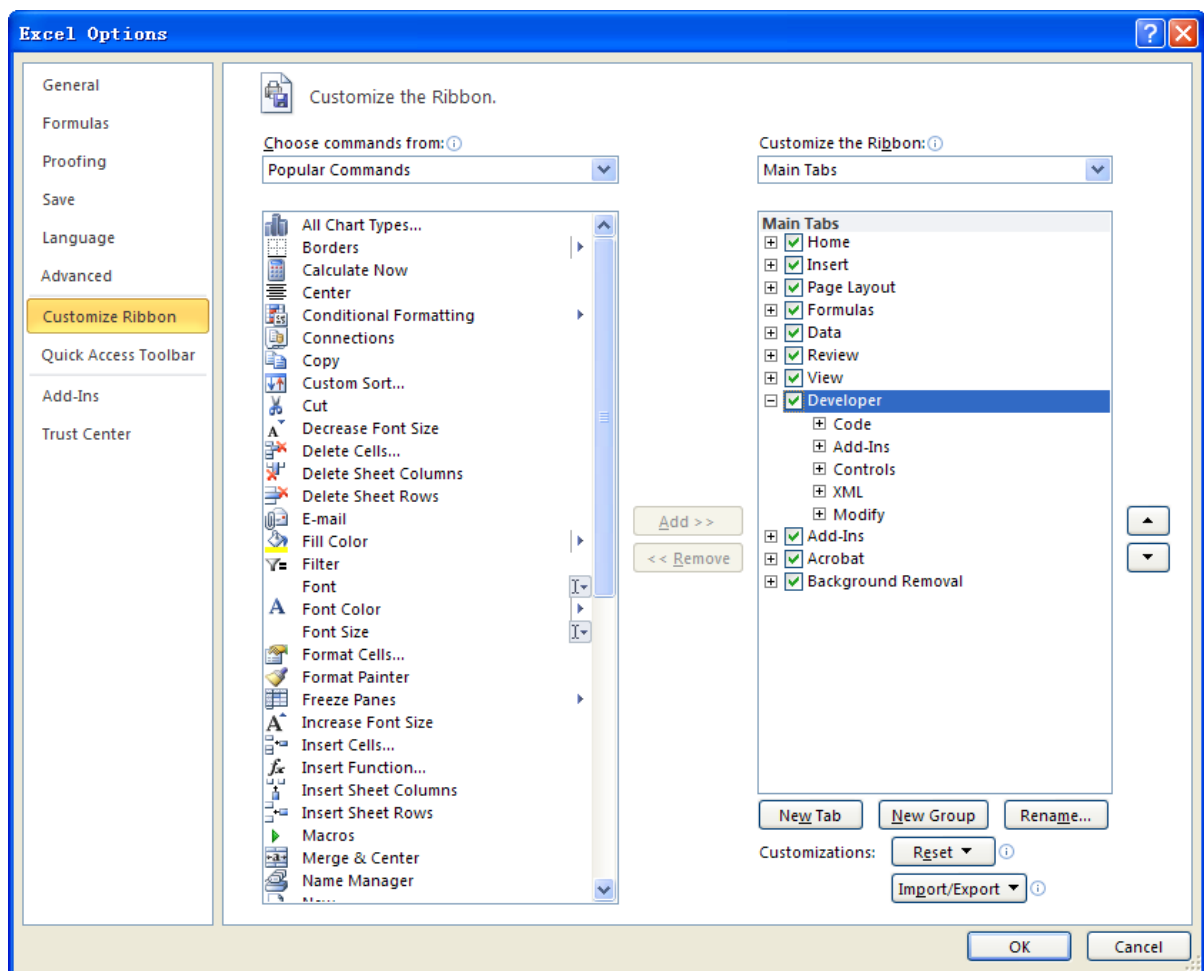 Excel Options
General
Formulas
Proofing
Save
Language
Advanced
Customize Ribbon
Quick Access Toolbar
Add-Ins
Trust Center
Customize the Ribbon.
Choose commands from:
Popular Commands
All Chart Types...
Borders
Calculate Now
Center
Conditional Formatting
Connections
Copy
Custom Sort...
Cut
Decrease Font Size
Delete Cells...
Delete Sheet Columns
Delete Sheet Rows
E-mail
Fill Color
Filter
Font
Font Color
Font Size
Format Cells...
Format Painter
Freeze Panes
Increase Font Size
Insert Cells...
Insert Function...
Insert Sheet Columns
Insert Sheet Rows
Macros
Merge & Center
Name Manager
Add >>
<< Remove
Customize the Ribbon:
Main Tabs
Main Tabs
Home
Insert
Page Layout
Formulas
Data
Review
View
Developer
Code
Add-Ins
Controls
XML
Modify
Add-Ins
Acrobat
Background Removal
New Tab
New Group
Rename...
Customizations:
Reset
Import/Export
OK
Cancel